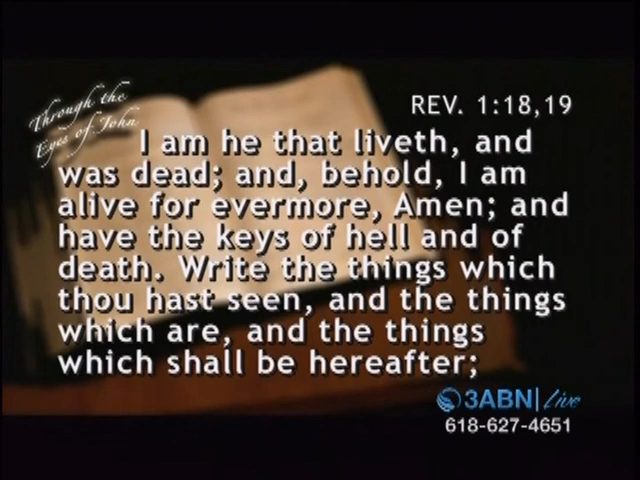 Through the
Eyes of John
REV. 1:18,19
I am he that liveth, and
was dead; and, behold, I am
alive for evermore, Amen; and
have the keys of hell and of
death. Write the things which
thou hast seen, and the things
which are, and the things
which shall be hereafter;
3ABN|Live
618-627-4651